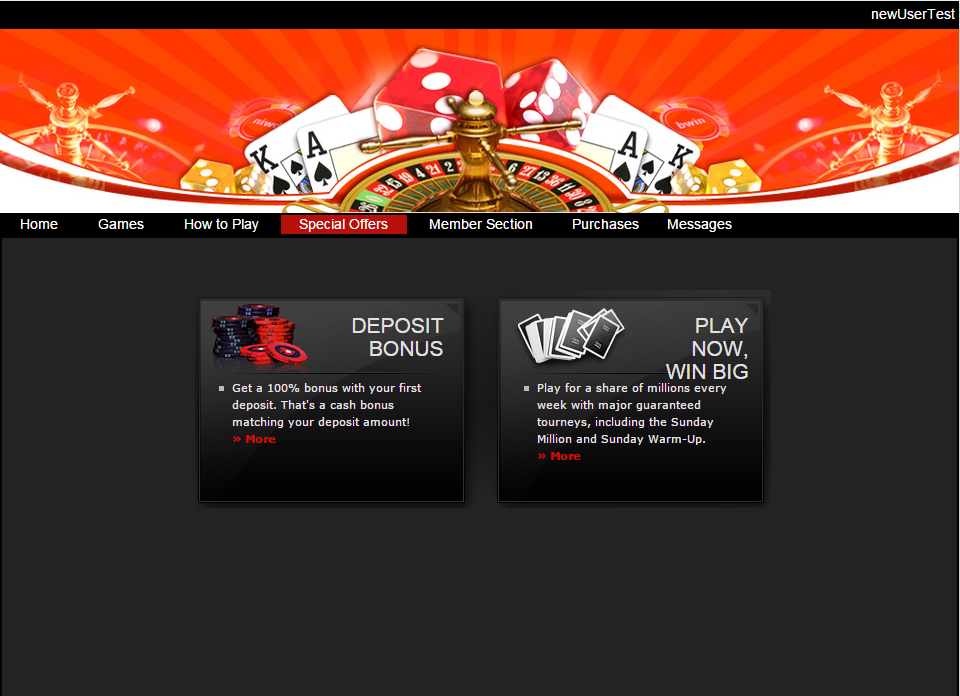 newUserTest
niwd
bwin
K
A
A
K
Home Games How to Play Special Offers Member Section Purchases Messages
DEPOSIT
BONUS
Get a 100% bonus with your first
deposit. That's a cash bonus
matching your deposit amount!
» More
PLAY
NOW,
WIN BIG
Play for a share of millions every
week with major guaranteed
tourneys, including the Sunday
Million and Sunday Warm-Up.
» More